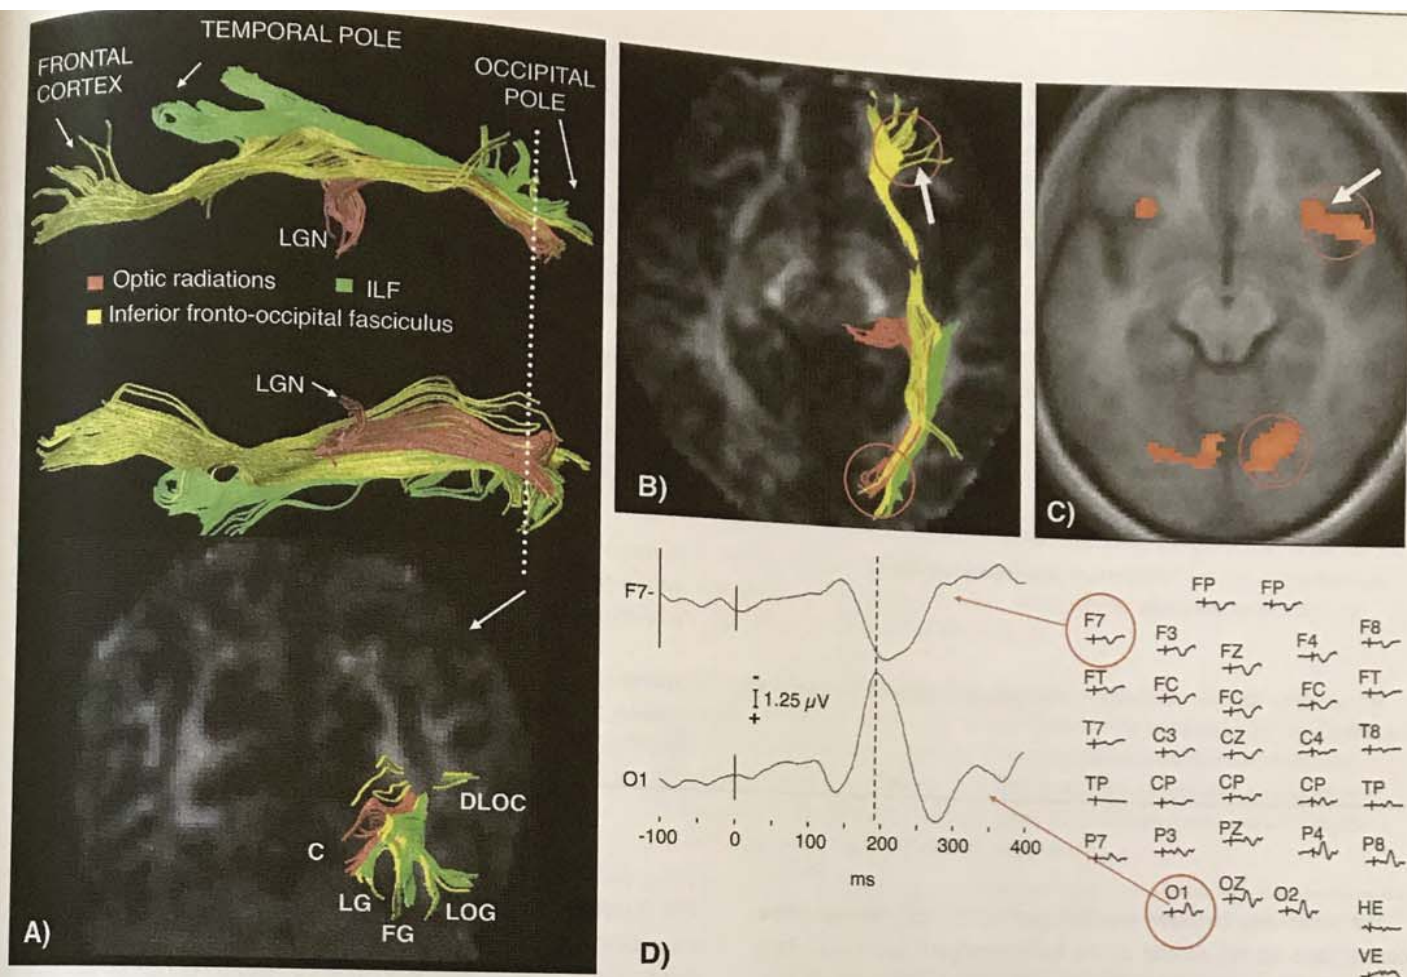 TEMPORAL POLE
FRONTAL
CORTEX
OCCIPITAL
POLE
LGN
Optic radiations
ILF
Inferior fronto-occipital fasciculus
LGN
DLOC
C
LG
LOG
FG
A)
B)
C)
F7-
-
1.25 µV
+
O1
-100 0 100 200 300 400
ms
D)
FP FP
F7 F3 FZ F4 F8
FT FC FC FC FT
T7 C3 CZ C4 T8
TP CP CP CP TP
P7 P3 PZ P4 P8
O1 OZ O2 HE
VE